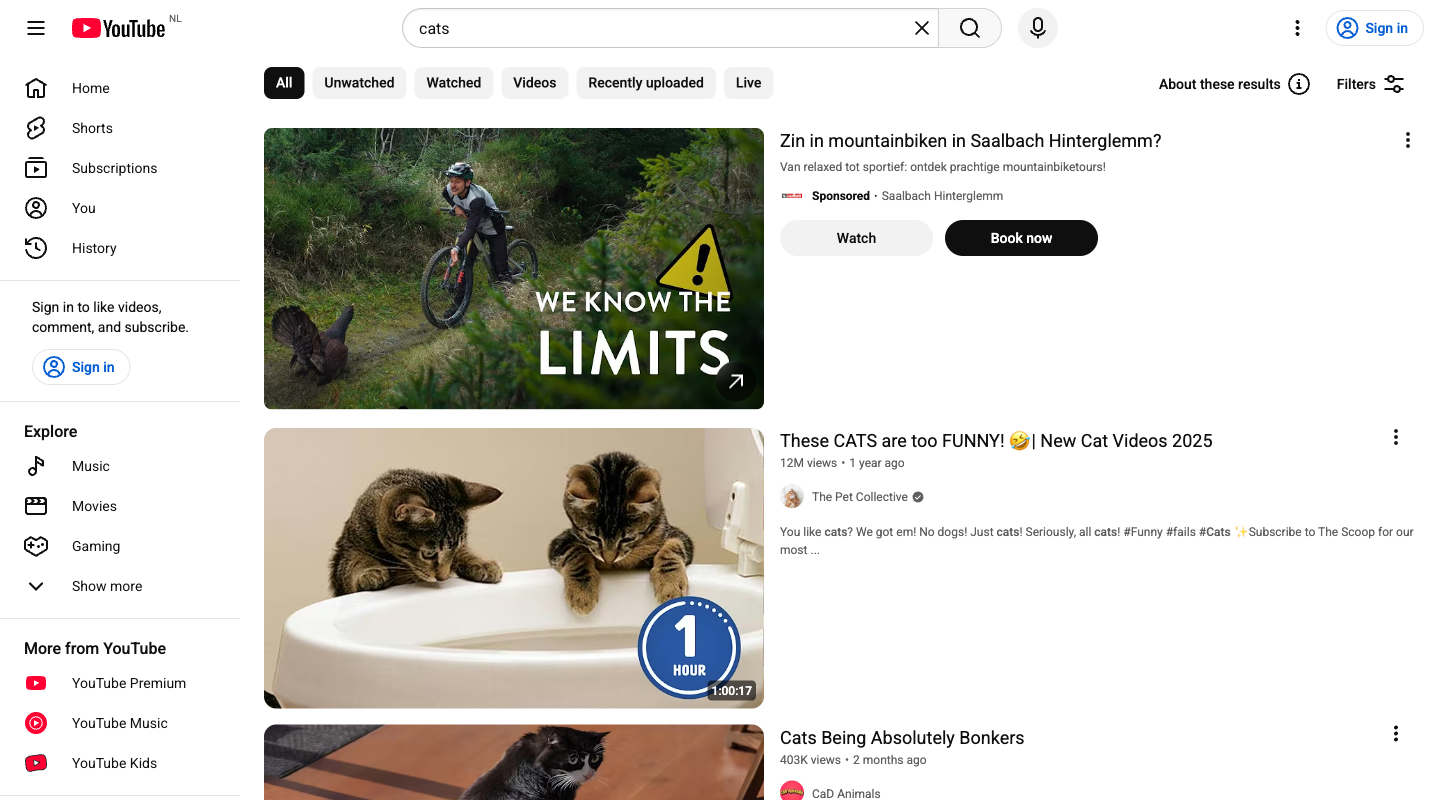 YouTube NL
cats
Sign in
Home
Shorts
Subscriptions
You
History
Sign in to like videos,
comment, and subscribe.
Sign in
Explore
Music
Movies
Gaming
Show more
More from YouTube
YouTube Premium
YouTube Music
YouTube Kids
All
Unwatched
Watched
Videos
Recently uploaded
Live
About these results
Filters
WE KNOW THE
LIMITS
Zin in mountainbiken in Saalbach Hinterglemm?
Van relaxed tot sportief: ontdek prachtige mountainbiketours!
Sponsored · Saalbach Hinterglemm
Watch
Book now
1
HOUR
1:00:17
These CATS are too FUNNY! 🤣| New Cat Videos 2025
12M views • 1 year ago
The Pet Collective
You like cats? We got em! No dogs! Just cats! Seriously, all cats! #Funny #fails #Cats ✨Subscribe to The Scoop for our
most ...
Cats Being Absolutely Bonkers
403K views • 2 months ago
CaD Animals